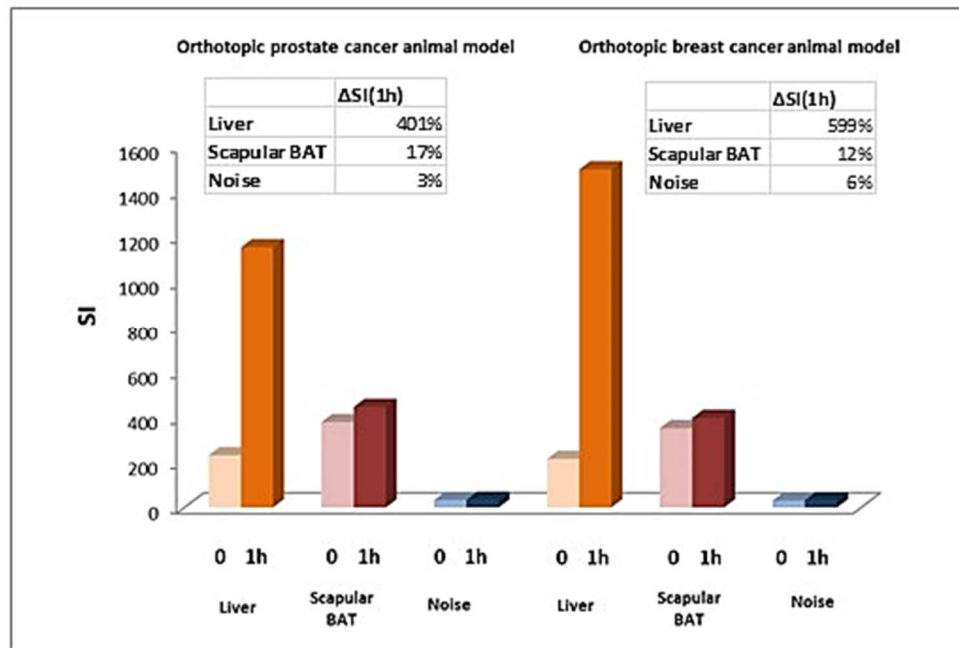 Orthotopic prostate cancer animal model
Orthotopic breast cancer animal model
ΔSI(1h)
Liver 401%
Scapular BAT 17%
Noise 3%
ΔSI(1h)
Liver 599%
Scapular BAT 12%
Noise 6%
SI
1600
1400
1200
1000
800
600
400
200
0
0 1h 0 1h 0 1h 0 1h 0 1h 0 1h
Liver
Scapular
BAT
Noise
Liver
Scapular
BAT
Noise